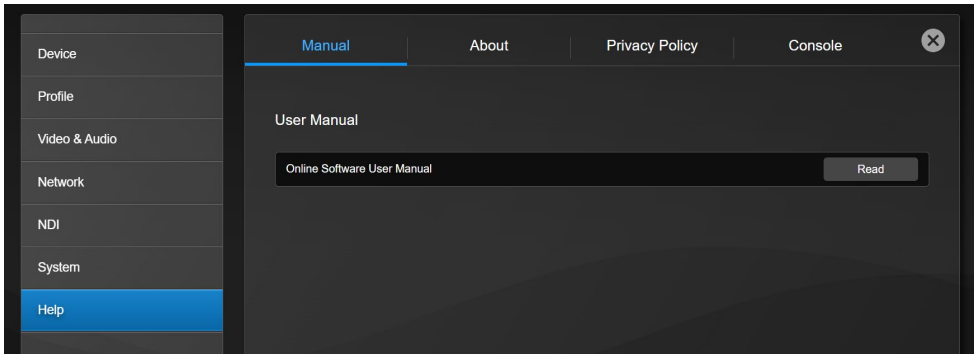 Device
Profile
Video & Audio
Network
NDI
System
Help
Manual
About
Privacy Policy
Console
User Manual
Online Software User Manual
Read